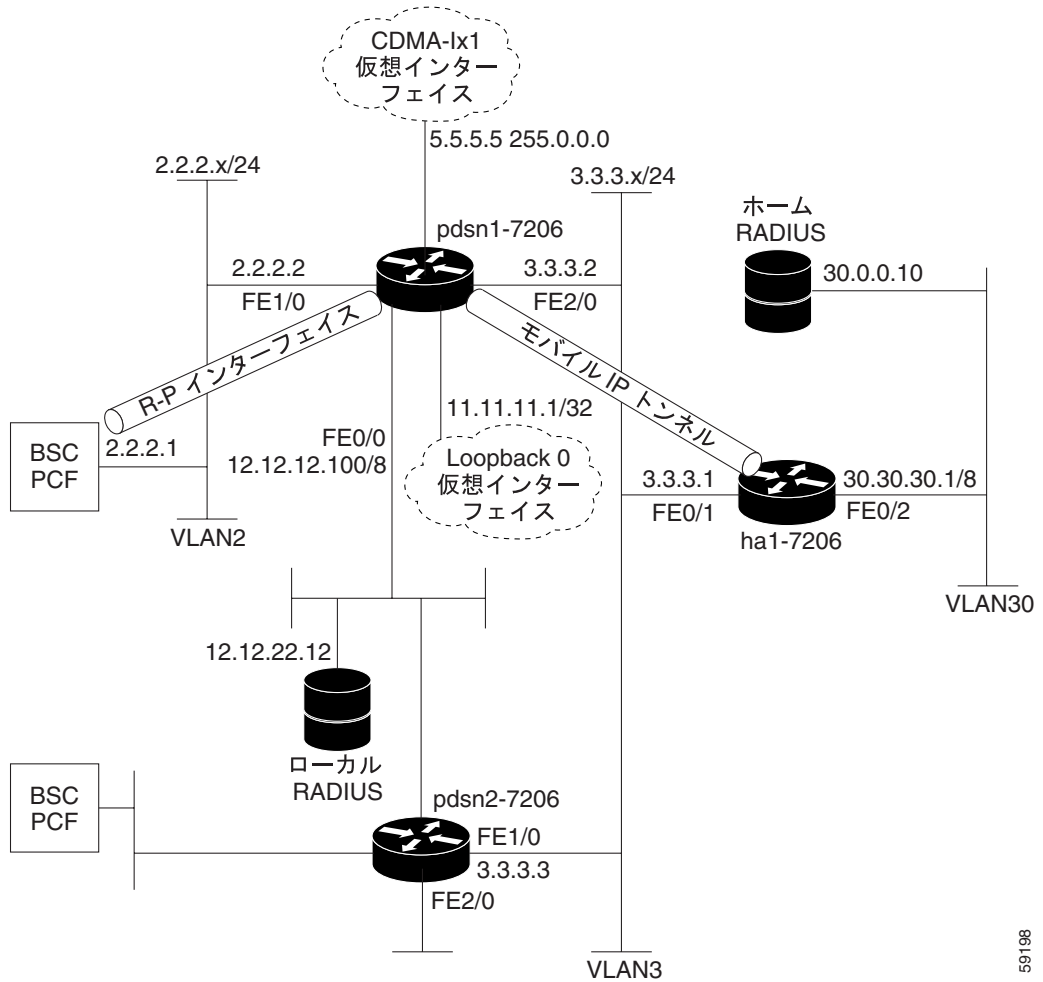 CDMA-Ix1
仮想インター
フェイス
5.5.5.5 255.0.0.0
2.2.2.x/24
3.3.3.x/24
ホーム
RADIUS
pdsn1-7206
2.2.2.2
3.3.3.2
30.0.0.10
FE1/0
FE2/0
R-P インターフェイス
モバイル IP トンネル
11.11.11.1/32
BSC
PCF
2.2.2.1
FE0/0
12.12.12.100/8
Loopback 0
仮想インター
フェイス
3.3.3.1
30.30.30.1/8
FE0/1
FE0/2
VLAN2
ha1-7206
VLAN30
12.12.22.12
ローカル
RADIUS
BSC
PCF
pdsn2-7206
FE1/0
3.3.3.3
FE2/0
VLAN3
59198